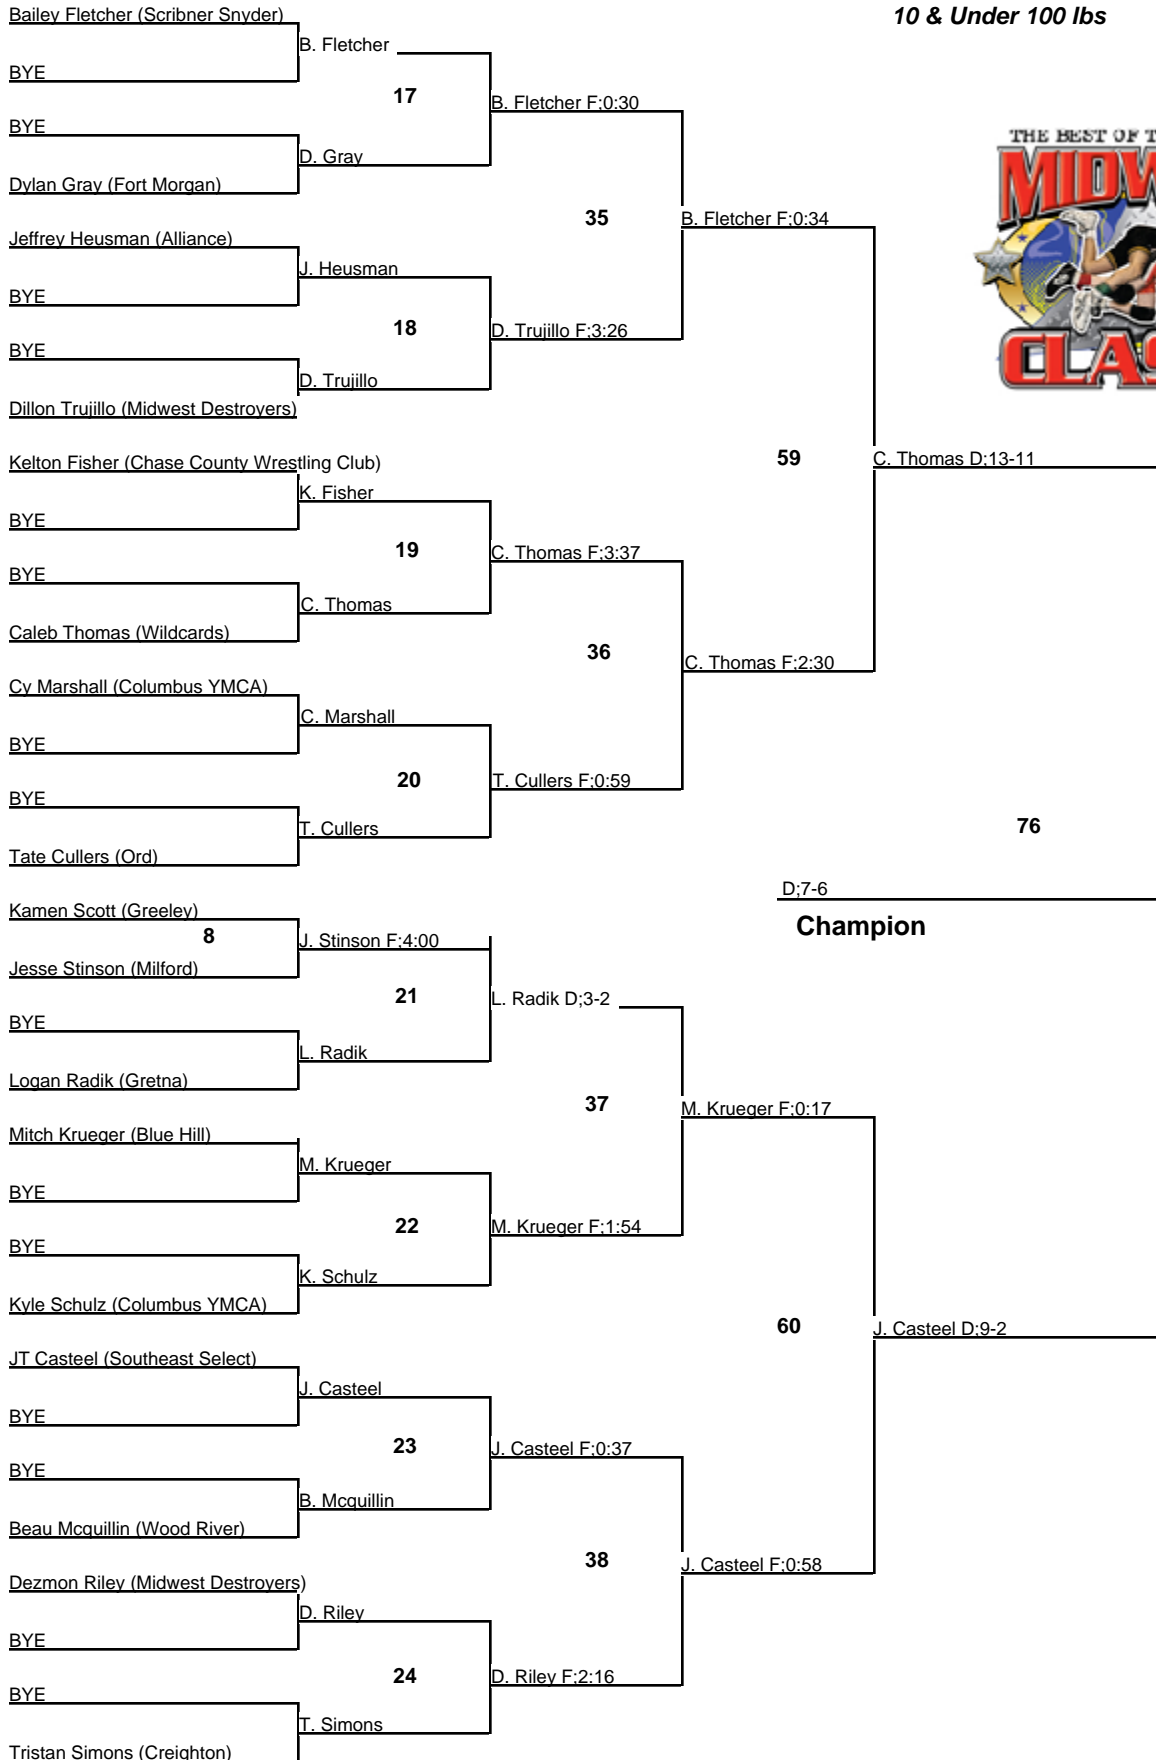 10 & Under 100 lbs
Bailey Fletcher (Scribner Snyder)
B. Fletcher
BYE
17
B. Fletcher F;0:30
BYE
D. Gray
Dylan Gray (Fort Morgan)
35
B. Fletcher F;0:34
Jeffrey Heusman (Alliance)
J. Heusman
BYE
18
D. Trujillo F;3:26
BYE
D. Trujillo
Dillon Trujillo (Midwest Destroyers)
THE BEST OF T
MIDW
CLAS
59
C. Thomas D;13-11
Kelton Fisher (Chase County Wrestling Club)
K. Fisher
BYE
19
C. Thomas F;3:37
BYE
C. Thomas
Caleb Thomas (Wildcards)
36
C. Thomas F;2:30
Cy Marshall (Columbus YMCA)
C. Marshall
BYE
20
T. Cullers F;0:59
BYE
T. Cullers
Tate Cullers (Ord)
76
D;7-6
Champion
Kamen Scott (Greeley)
8
J. Stinson F;4:00
Jesse Stinson (Milford)
21
L. Radik D;3-2
BYE
L. Radik
Logan Radik (Gretna)
37
M. Krueger F;0:17
Mitch Krueger (Blue Hill)
M. Krueger
BYE
22
M. Krueger F;1:54
BYE
K. Schulz
Kyle Schulz (Columbus YMCA)
60
J. Casteel D;9-2
JT Casteel (Southeast Select)
J. Casteel
BYE
23
J. Casteel F;0:37
BYE
B. Mcquillin
Beau Mcquillin (Wood River)
38
J. Casteel F;0:58
Dezmon Riley (Midwest Destroyers)
D. Riley
BYE
24
D. Riley F;2:16
BYE
T. Simons
Tristan Simons (Creighton)